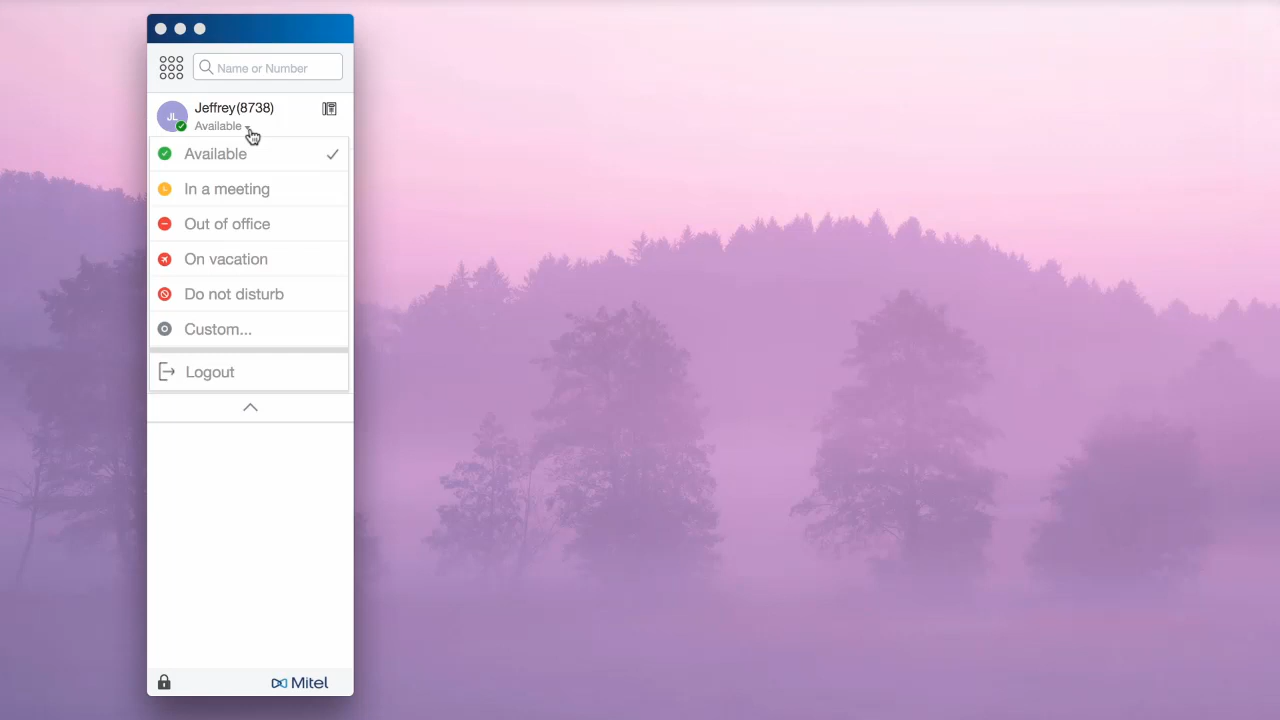 Name or Number
Jeffrey(8738)
JL
Available
Available
In a meeting
Out of office
On vacation
Do not disturb
Custom...
Logout
Mitel